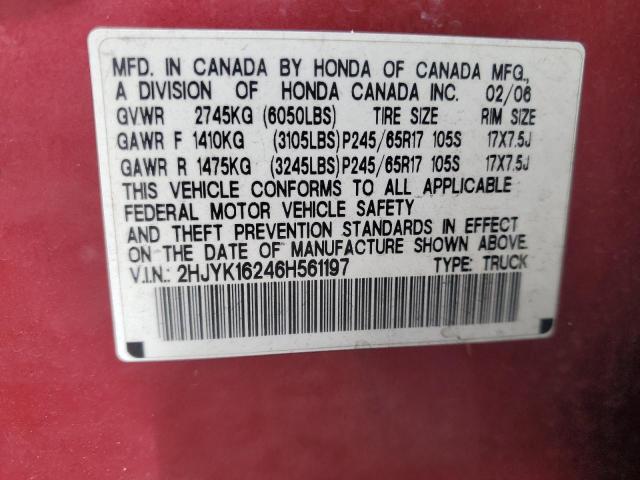 MFD. IN CANADA BY HONDA OF CANADA MFG.,
A DIVISION OF HONDA CANADA INC. 02/06
GVWR 2745KG (6050LBS) TIRE SIZE RIM SIZE
GAWR F 1410KG (3105LBS)P245/65R17 105S 17X7.5J
GAWR R 1475KG (3245LBS)P245/65R17 105S 17X7.5J
THIS VEHICLE CONFORMS TO ALL APPLICABLE
FEDERAL MOTOR VEHICLE SAFETY
AND THEFT PREVENTION STANDARDS IN EFFECT
ON THE DATE OF MANUFACTURE SHOWN ABOVE.
V.I.N.: 2HJYK16246H561197 TYPE: TRUCK